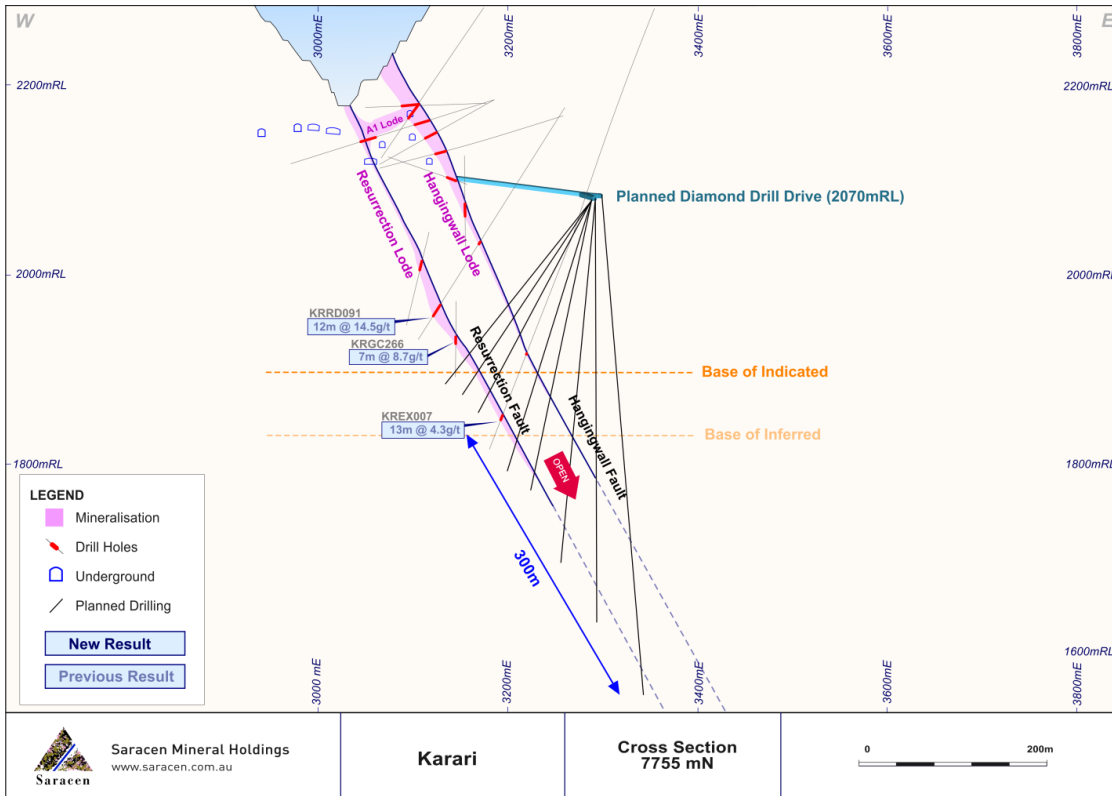 W
E
3000mE
3200mE
3400mE
3600mE
3800mE
2200mRL
2200mRL
A1 Lode
Resurrection Lode
Hangingwall Lode
Planned Diamond Drill Drive (2070mRL)
2000mRL
2000mRL
KRRD091
12m @ 14.5g/t
KRGC266
7m @ 8.7g/t
Resurrection Fault
Base of Indicated
KREX007
13m @ 4.3g/t
Base of Inferred
Hangingwall Fault
OPEN
1800mRL
1800mRL
300m
LEGEND
Mineralisation
Drill Holes
Underground
Planned Drilling
New Result
Previous Result
1600mRL
3000 mE
3200mE
3400mE
3600mE
3800mE
Saracen
Saracen Mineral Holdings
www.saracen.com.au
Karari
Cross Section
7755 mN
0
200m